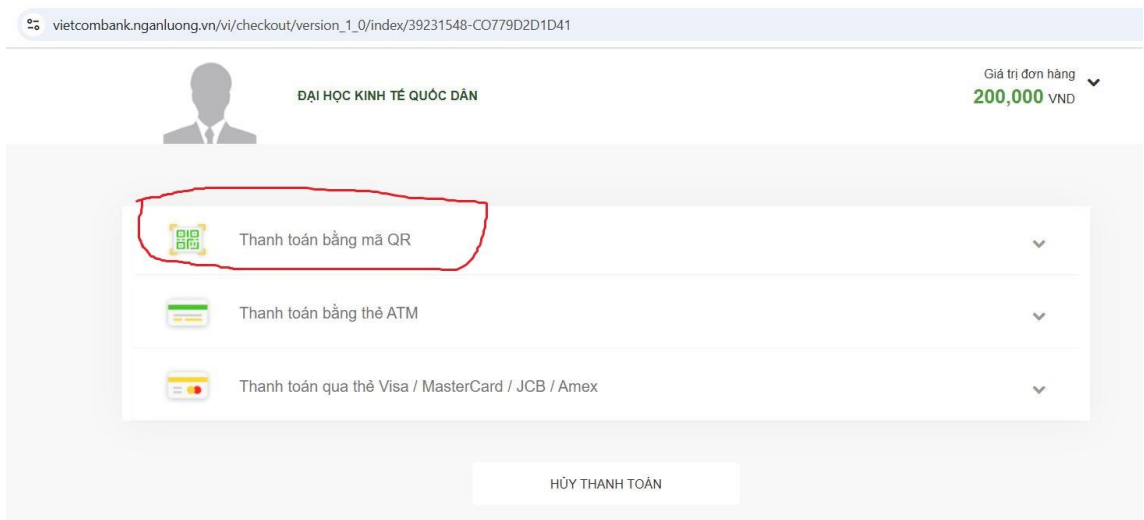 vietcombank.nganluong.vn/vi/checkout/version_1_0/index/39231548-CO779D2D1D41
ĐẠI HỌC KINH TẾ QUỐC DÂN
Giá trị đơn hàng
200,000 VND
Thanh toán bằng mã QR
Thanh toán bằng thẻ ATM
Thanh toán qua thẻ Visa / MasterCard / JCB / Amex
HỦY THANH TOÁN